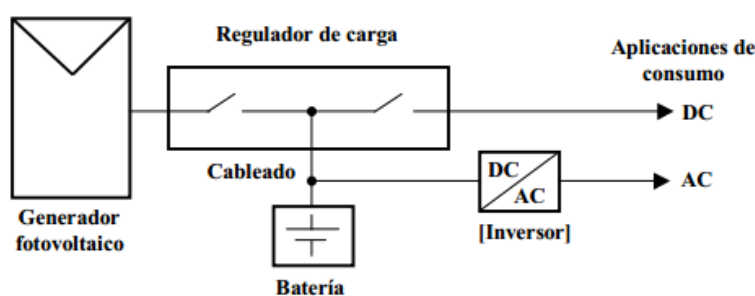 Regulador de carga
Aplicaciones de
consumo
DC
Cableado
DC
AC
AC
[Inversor]
Generador
fotovoltaico
Batería